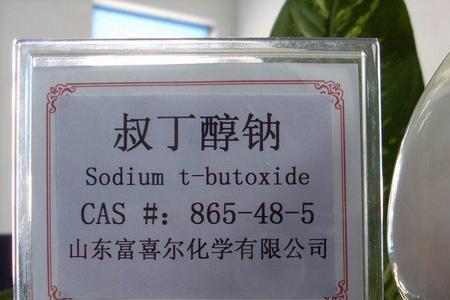 叔丁醇钠
Sodium t-butoxide
CAS #: 865-48-5
山东富喜尔化学有限公司